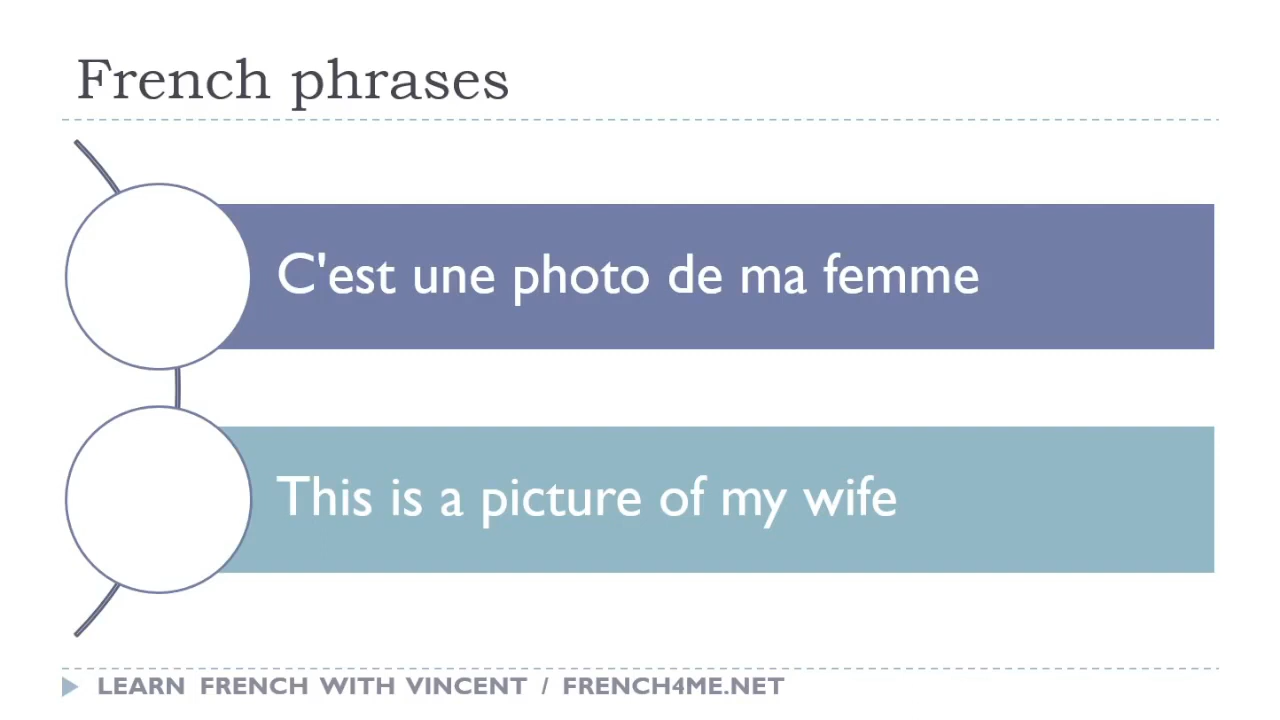 French phrases
C'est une photo de ma femme
This is a picture of my wife
LEARN FRENCH WITH VINCENT / FRENCH4ME.NET